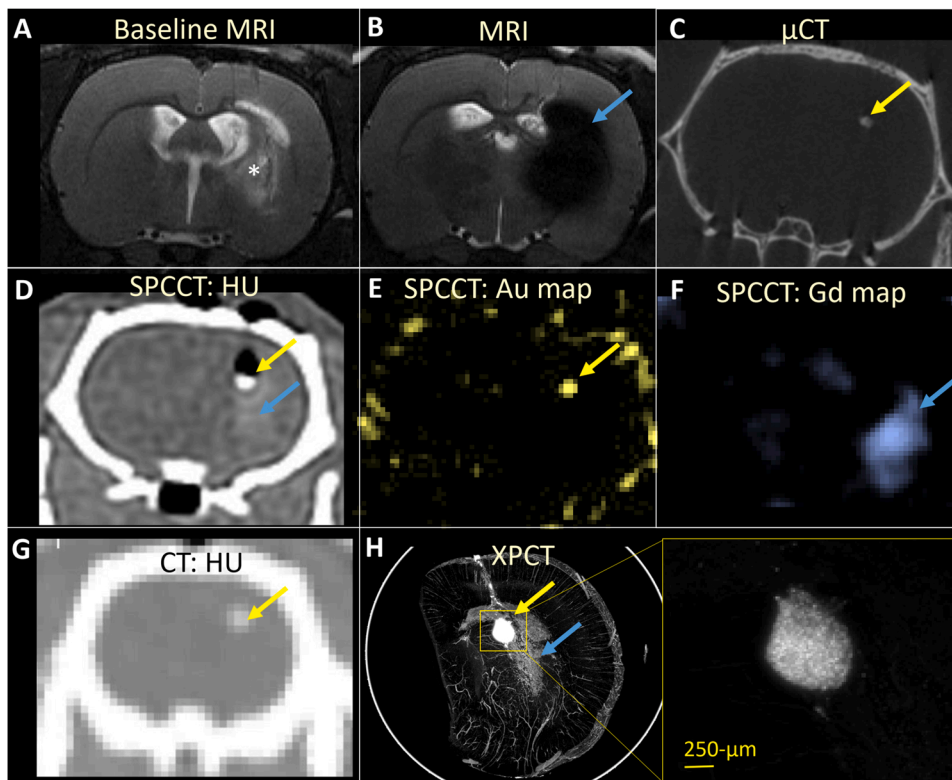 A Baseline MRI
B MRI
C µCT
*
D SPCCT: HU
E SPCCT: Au map
F SPCCT: Gd map
G CT: HU
H XPCT
250-µm